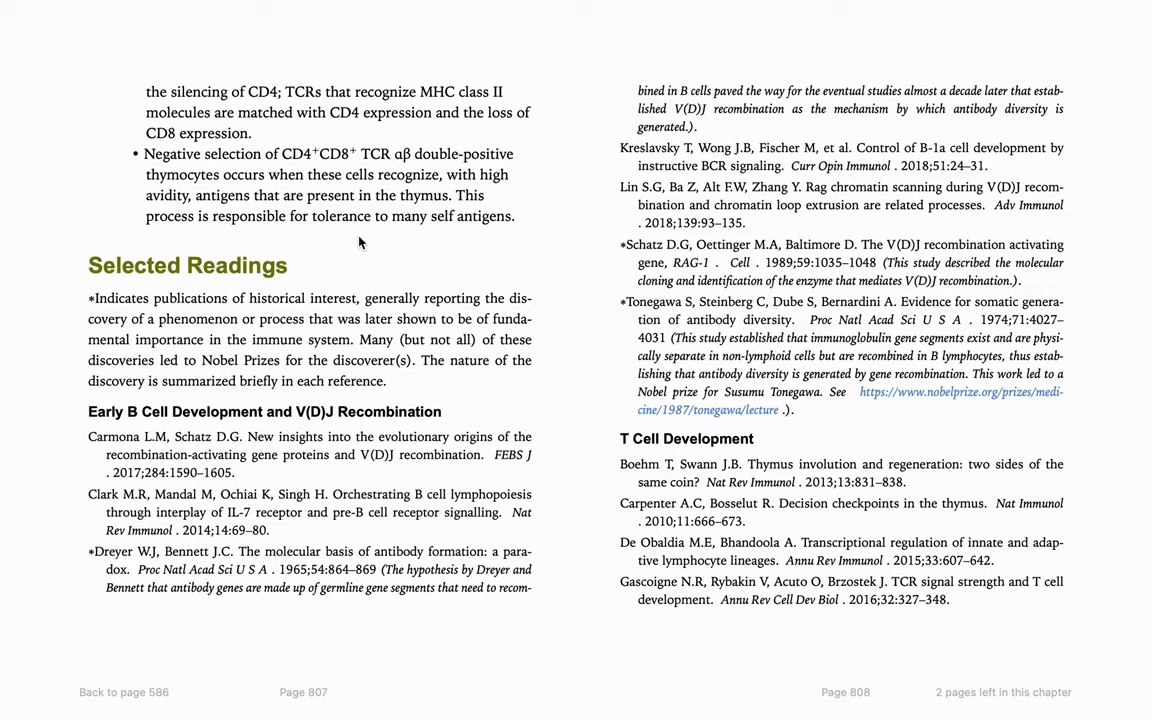 the silencing of CD4; TCRs that recognize MHC class II
molecules are matched with CD4 expression and the loss of
CD8 expression.
• Negative selection of CD4⁺CD8⁺ TCR αβ double-positive
thymocytes occurs when these cells recognize, with high
avidity, antigens that are present in the thymus. This
process is responsible for tolerance to many self antigens.
Selected Readings
∗Indicates publications of historical interest, generally reporting the dis-
covery of a phenomenon or process that was later shown to be of funda-
mental importance in the immune system. Many (but not all) of these
discoveries led to Nobel Prizes for the discoverer(s). The nature of the
discovery is summarized briefly in each reference.
Early B Cell Development and V(D)J Recombination
Carmona L.M, Schatz D.G. New insights into the evolutionary origins of the
recombination-activating gene proteins and V(D)J recombination. FEBS J
. 2017;284:1590–1605.
Clark M.R, Mandal M, Ochiai K, Singh H. Orchestrating B cell lymphopoiesis
through interplay of IL-7 receptor and pre-B cell receptor signalling. Nat
Rev Immunol . 2014;14:69–80.
∗Dreyer W.J, Bennett J.C. The molecular basis of antibody formation: a para-
dox. Proc Natl Acad Sci U S A . 1965;54:864–869 (The hypothesis by Dreyer and
Bennett that antibody genes are made up of germline gene segments that need to recom-
bined in B cells paved the way for the eventual studies almost a decade later that estab-
lished V(D)J recombination as the mechanism by which antibody diversity is
generated.).
Kreslavsky T, Wong J.B, Fischer M, et al. Control of B-1a cell development by
instructive BCR signaling. Curr Opin Immunol . 2018;51:24–31.
Lin S.G, Ba Z, Alt F.W, Zhang Y. Rag chromatin scanning during V(D)J recom-
bination and chromatin loop extrusion are related processes. Adv Immunol
. 2018;139:93–135.
∗Schatz D.G, Oettinger M.A, Baltimore D. The V(D)J recombination activating
gene, RAG-1 . Cell . 1989;59:1035–1048 (This study described the molecular
cloning and identification of the enzyme that mediates V(D)J recombination.).
∗Tonegawa S, Steinberg C, Dube S, Bernardini A. Evidence for somatic genera-
tion of antibody diversity. Proc Natl Acad Sci U S A . 1974;71:4027–
4031 (This study established that immunoglobulin gene segments exist and are physi-
cally separate in non-lymphoid cells but are recombined in B lymphocytes, thus estab-
lishing that antibody diversity is generated by gene recombination. This work led to a
Nobel prize for Susumu Tonegawa. See https://www.nobelprize.org/prizes/medi-
cine/1987/tonegawa/lecture .).
T Cell Development
Boehm T, Swann J.B. Thymus involution and regeneration: two sides of the
same coin? Nat Rev Immunol . 2013;13:831–838.
Carpenter A.C, Bosselut R. Decision checkpoints in the thymus. Nat Immunol
. 2010;11:666–673.
De Obaldia M.E, Bhandoola A. Transcriptional regulation of innate and adap-
tive lymphocyte lineages. Annu Rev Immunol . 2015;33:607–642.
Gascoigne N.R, Rybakin V, Acuto O, Brzostek J. TCR signal strength and T cell
development. Annu Rev Cell Dev Biol . 2016;32:327–348.
Back to page 586
Page 807
Page 808
2 pages left in this chapter